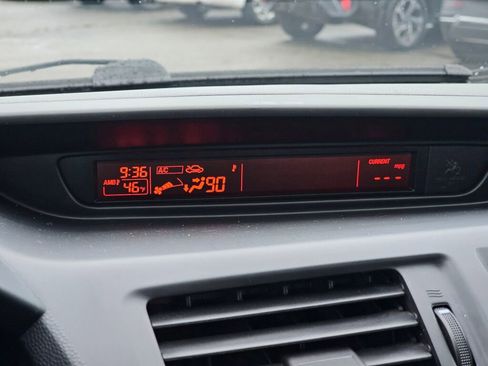 9:36 A/C CURRENT mpg
AMB 46°F 90 ---